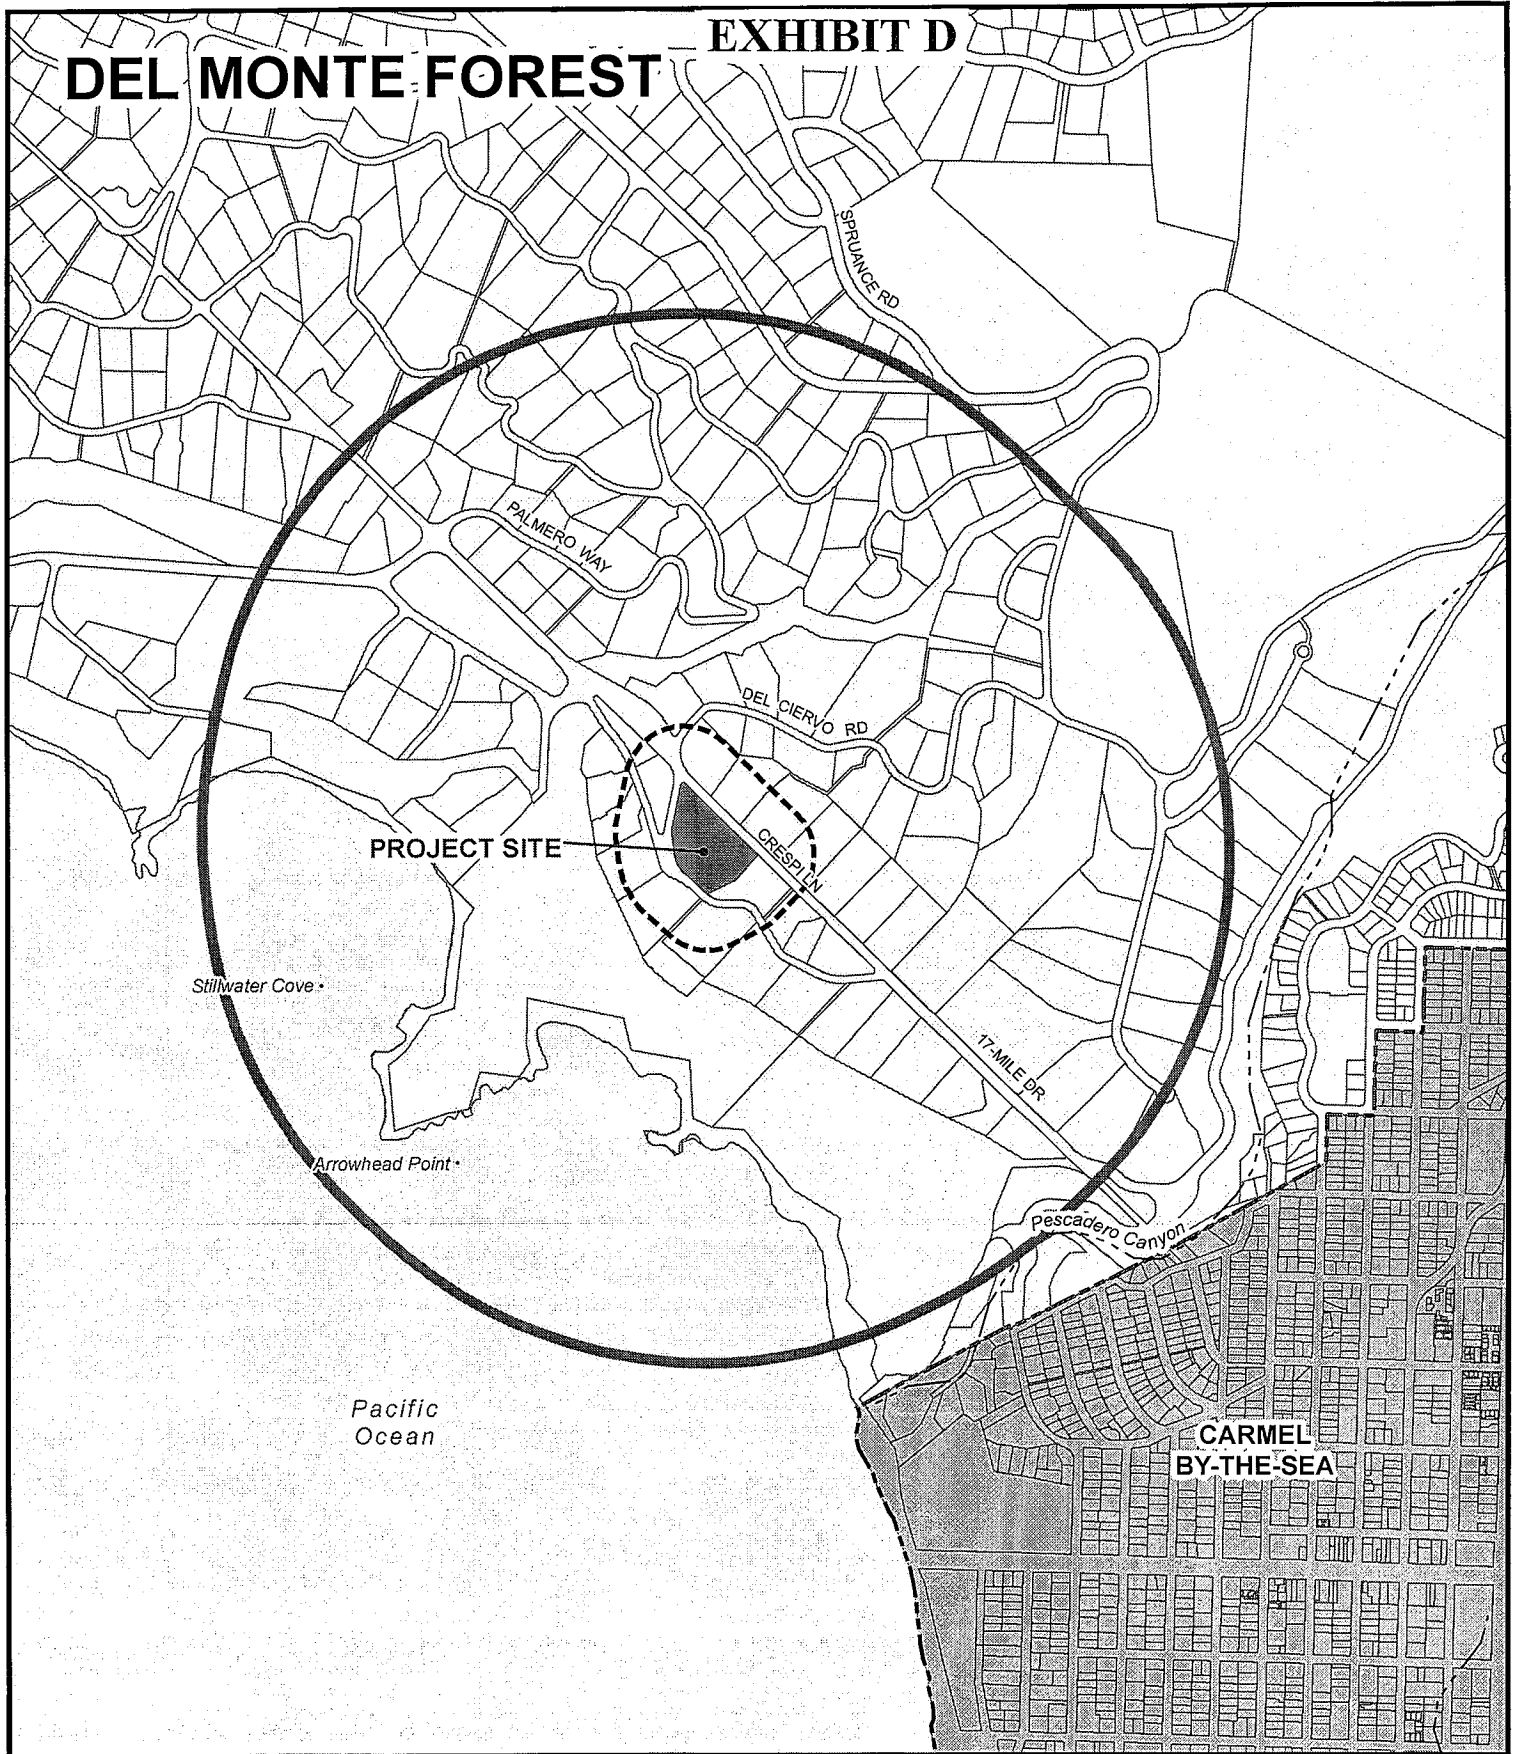 EXHIBIT D
DEL MONTE FOREST
SPRUANCE RD
PALMERO WAY
DEL CIERVO RD
PROJECT SITE
CRESPI LN
Stillwater Cove
17-MILE DR
Arrowhead Point
Pescadero Canyon
Pacific
Ocean
CARMEL
BY-THE-SEA